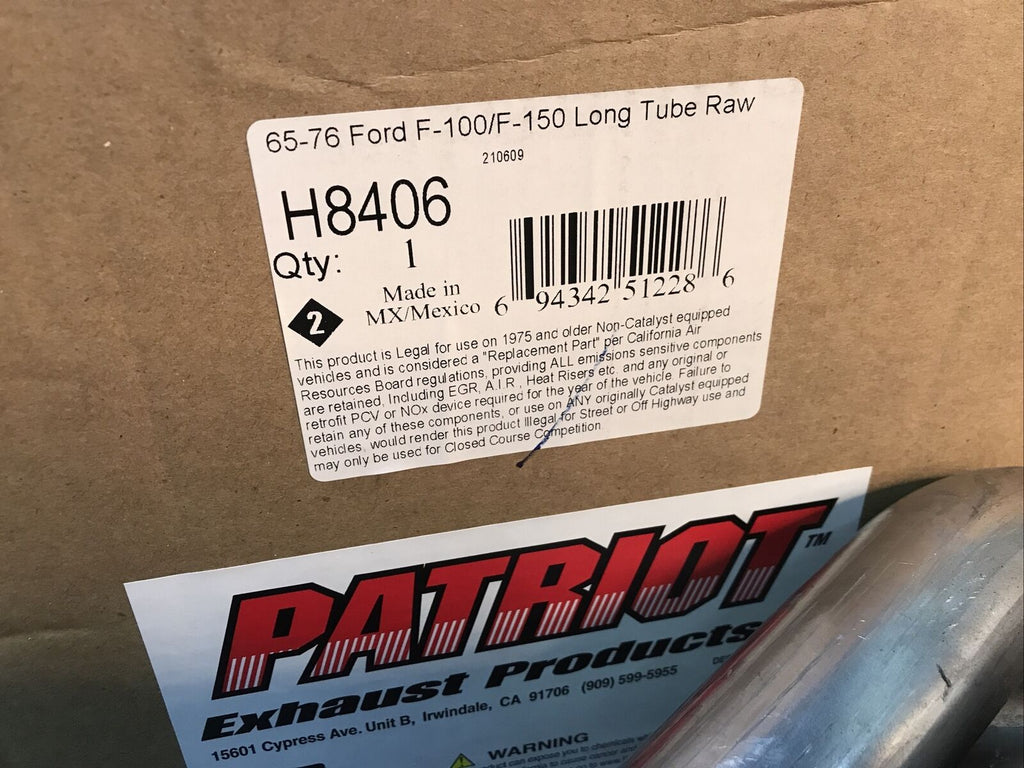 65-76 Ford F-100/F-150 Long Tube Raw
210609
H8406
Qty: 1
2
Made in
MX/Mexico
6 94342 51228 6
This product is Legal for use on 1975 and older Non-Catalyst equipped
vehicles and is considered a "Replacement Part" per California Air
Resources Board regulations, providing ALL emissions sensitive components
are retained, Including EGR, A.I.R., Heat Risers etc. and any original or
retrofit PCV or NOx device required for the year of the vehicle. Failure to
retain any of these components, or use on ANY originally Catalyst equipped
vehicles, would render this product Illegal for Street or Off Highway use and
may only be used for Closed Course Competition.
PATRIOT™
Exhaust Products
15601 Cypress Ave. Unit B, Irwindale, CA 91706 (909) 599-5955
WARNING